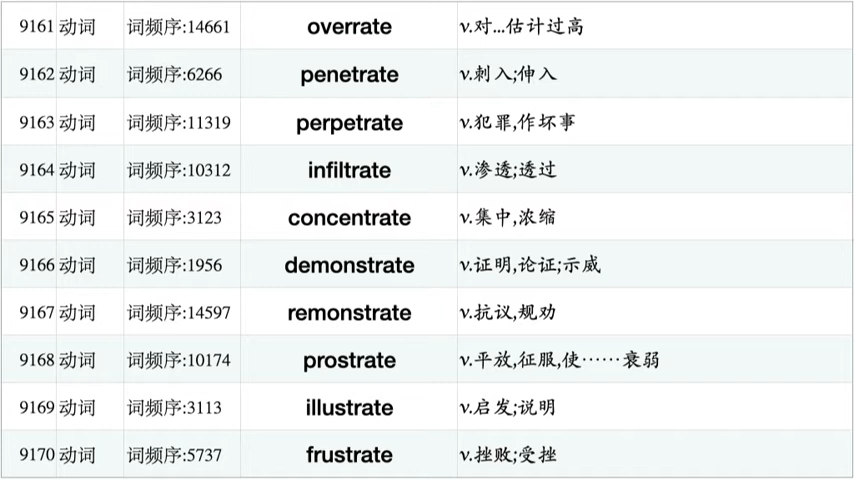 9161 动词 词频序:14661 overrate v.对...估计过高
9162 动词 词频序:6266 penetrate v.刺入;伸入
9163 动词 词频序:11319 perpetrate v.犯罪,作坏事
9164 动词 词频序:10312 infiltrate v.渗透;透过
9165 动词 词频序:3123 concentrate v.集中,浓缩
9166 动词 词频序:1956 demonstrate v.证明,论证;示威
9167 动词 词频序:14597 remonstrate v.抗议,规劝
9168 动词 词频序:10174 prostrate v.平放,征服,使……衰弱
9169 动词 词频序:3113 illustrate v.启发;说明
9170 动词 词频序:5737 frustrate v.挫败;受挫